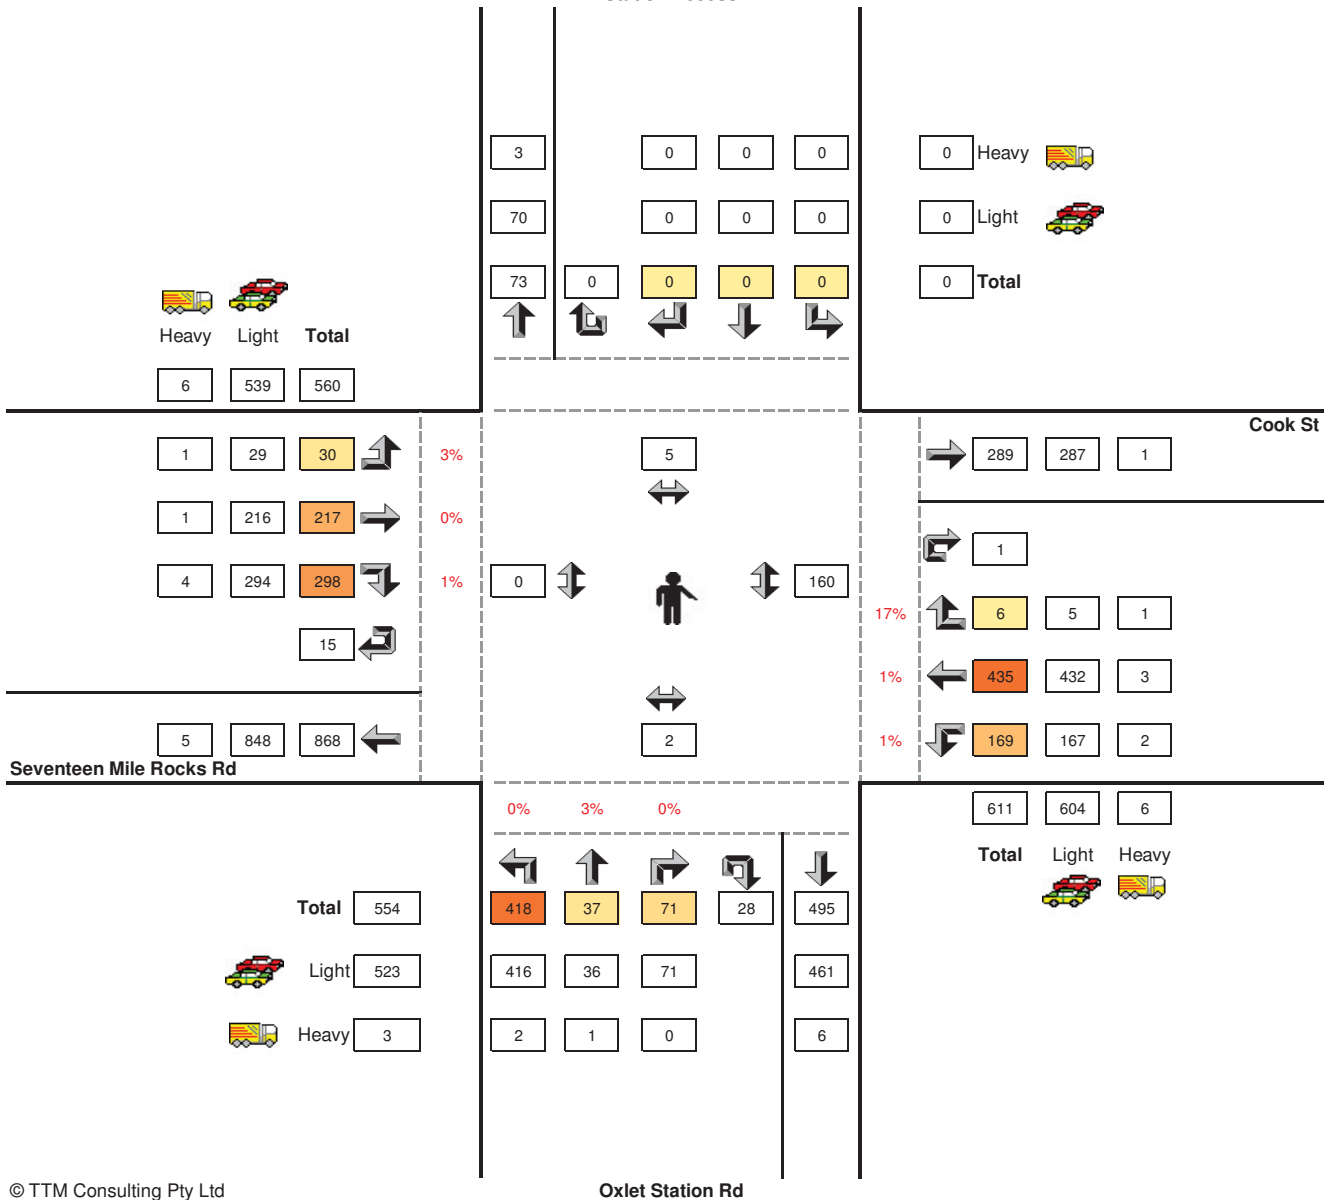 3 0 0 0 0 Heavy
70 0 0 0 0 Light
73 0 0 0 0 0 Total
Heavy Light Total
6 539 560
Cook St
1 29 30 3% 5 289 287 1
1 216 217 0% 1
4 294 298 1% 0 160
17% 6 5 1
15
1% 435 432 3
5 848 868 2 1% 169 167 2
Seventeen Mile Rocks Rd
0% 3% 0% 611 604 6
Total Light Heavy
Total 554 418 37 71 28 495
Light 523 416 36 71 461
Heavy 3 2 1 0 6
© TTM Consulting Pty Ltd Oxlet Station Rd